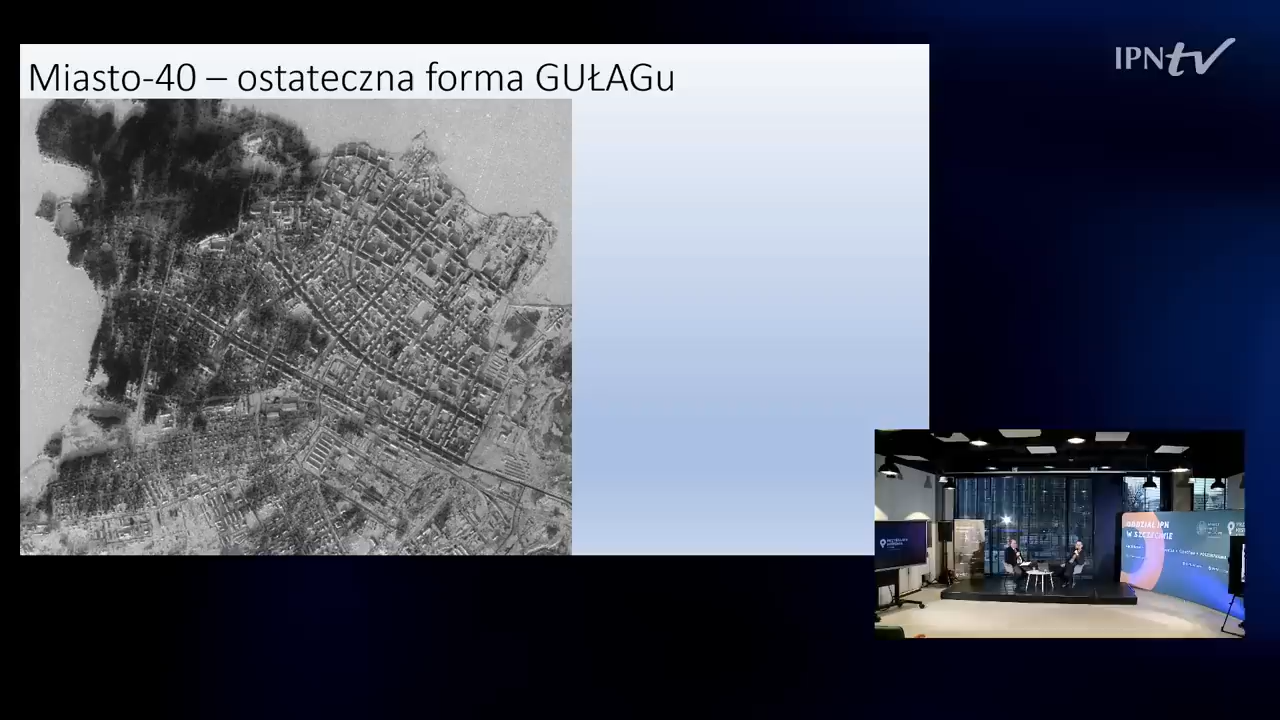 Miasto-40 – ostateczna forma GUŁAGu
IPNtv
ODDZIAŁ IPN
W SZCZECINIE